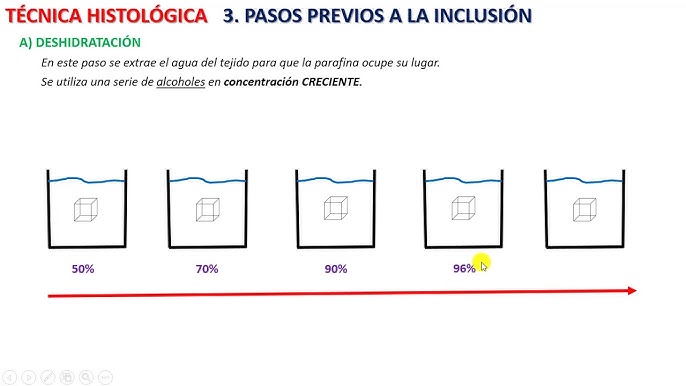 TÉCNICA HISTOLÓGICA 3. PASOS PREVIOS A LA INCLUSIÓN
A) DESHIDRATACIÓN
En este paso se extrae el agua del tejido para que la parafina ocupe su lugar.
Se utiliza una serie de alcoholes en concentración CRECIENTE.
50% 70% 90% 96%